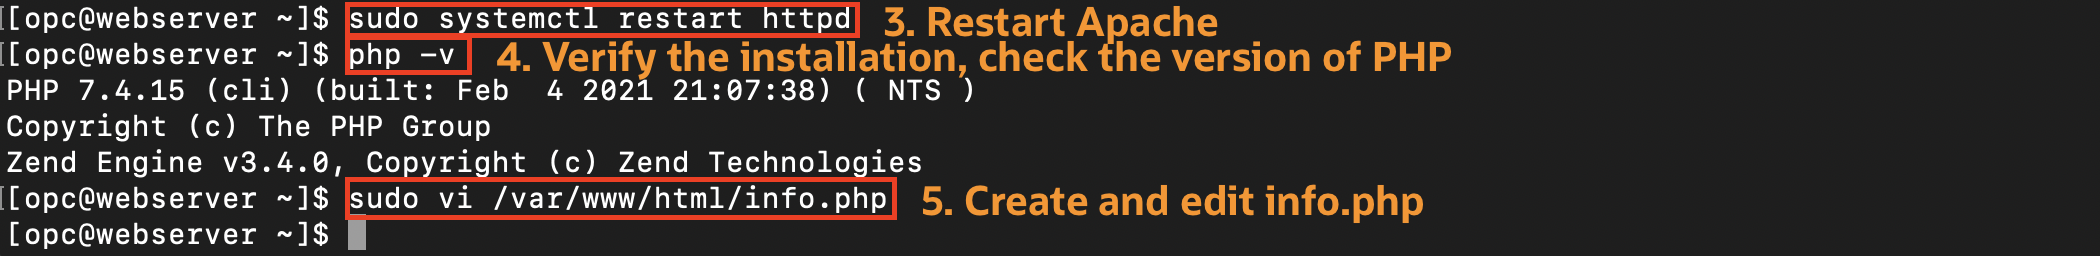 [opc@webserver ~]$ sudo systemctl restart httpd 3. Restart Apache
[opc@webserver ~]$ php -v 4. Verify the installation, check the version of PHP
PHP 7.4.15 (cli) (built: Feb  4 2021 21:07:38) ( NTS )
Copyright (c) The PHP Group
Zend Engine v3.4.0, Copyright (c) Zend Technologies
[opc@webserver ~]$ sudo vi /var/www/html/info.php 5. Create and edit info.php
[opc@webserver ~]$